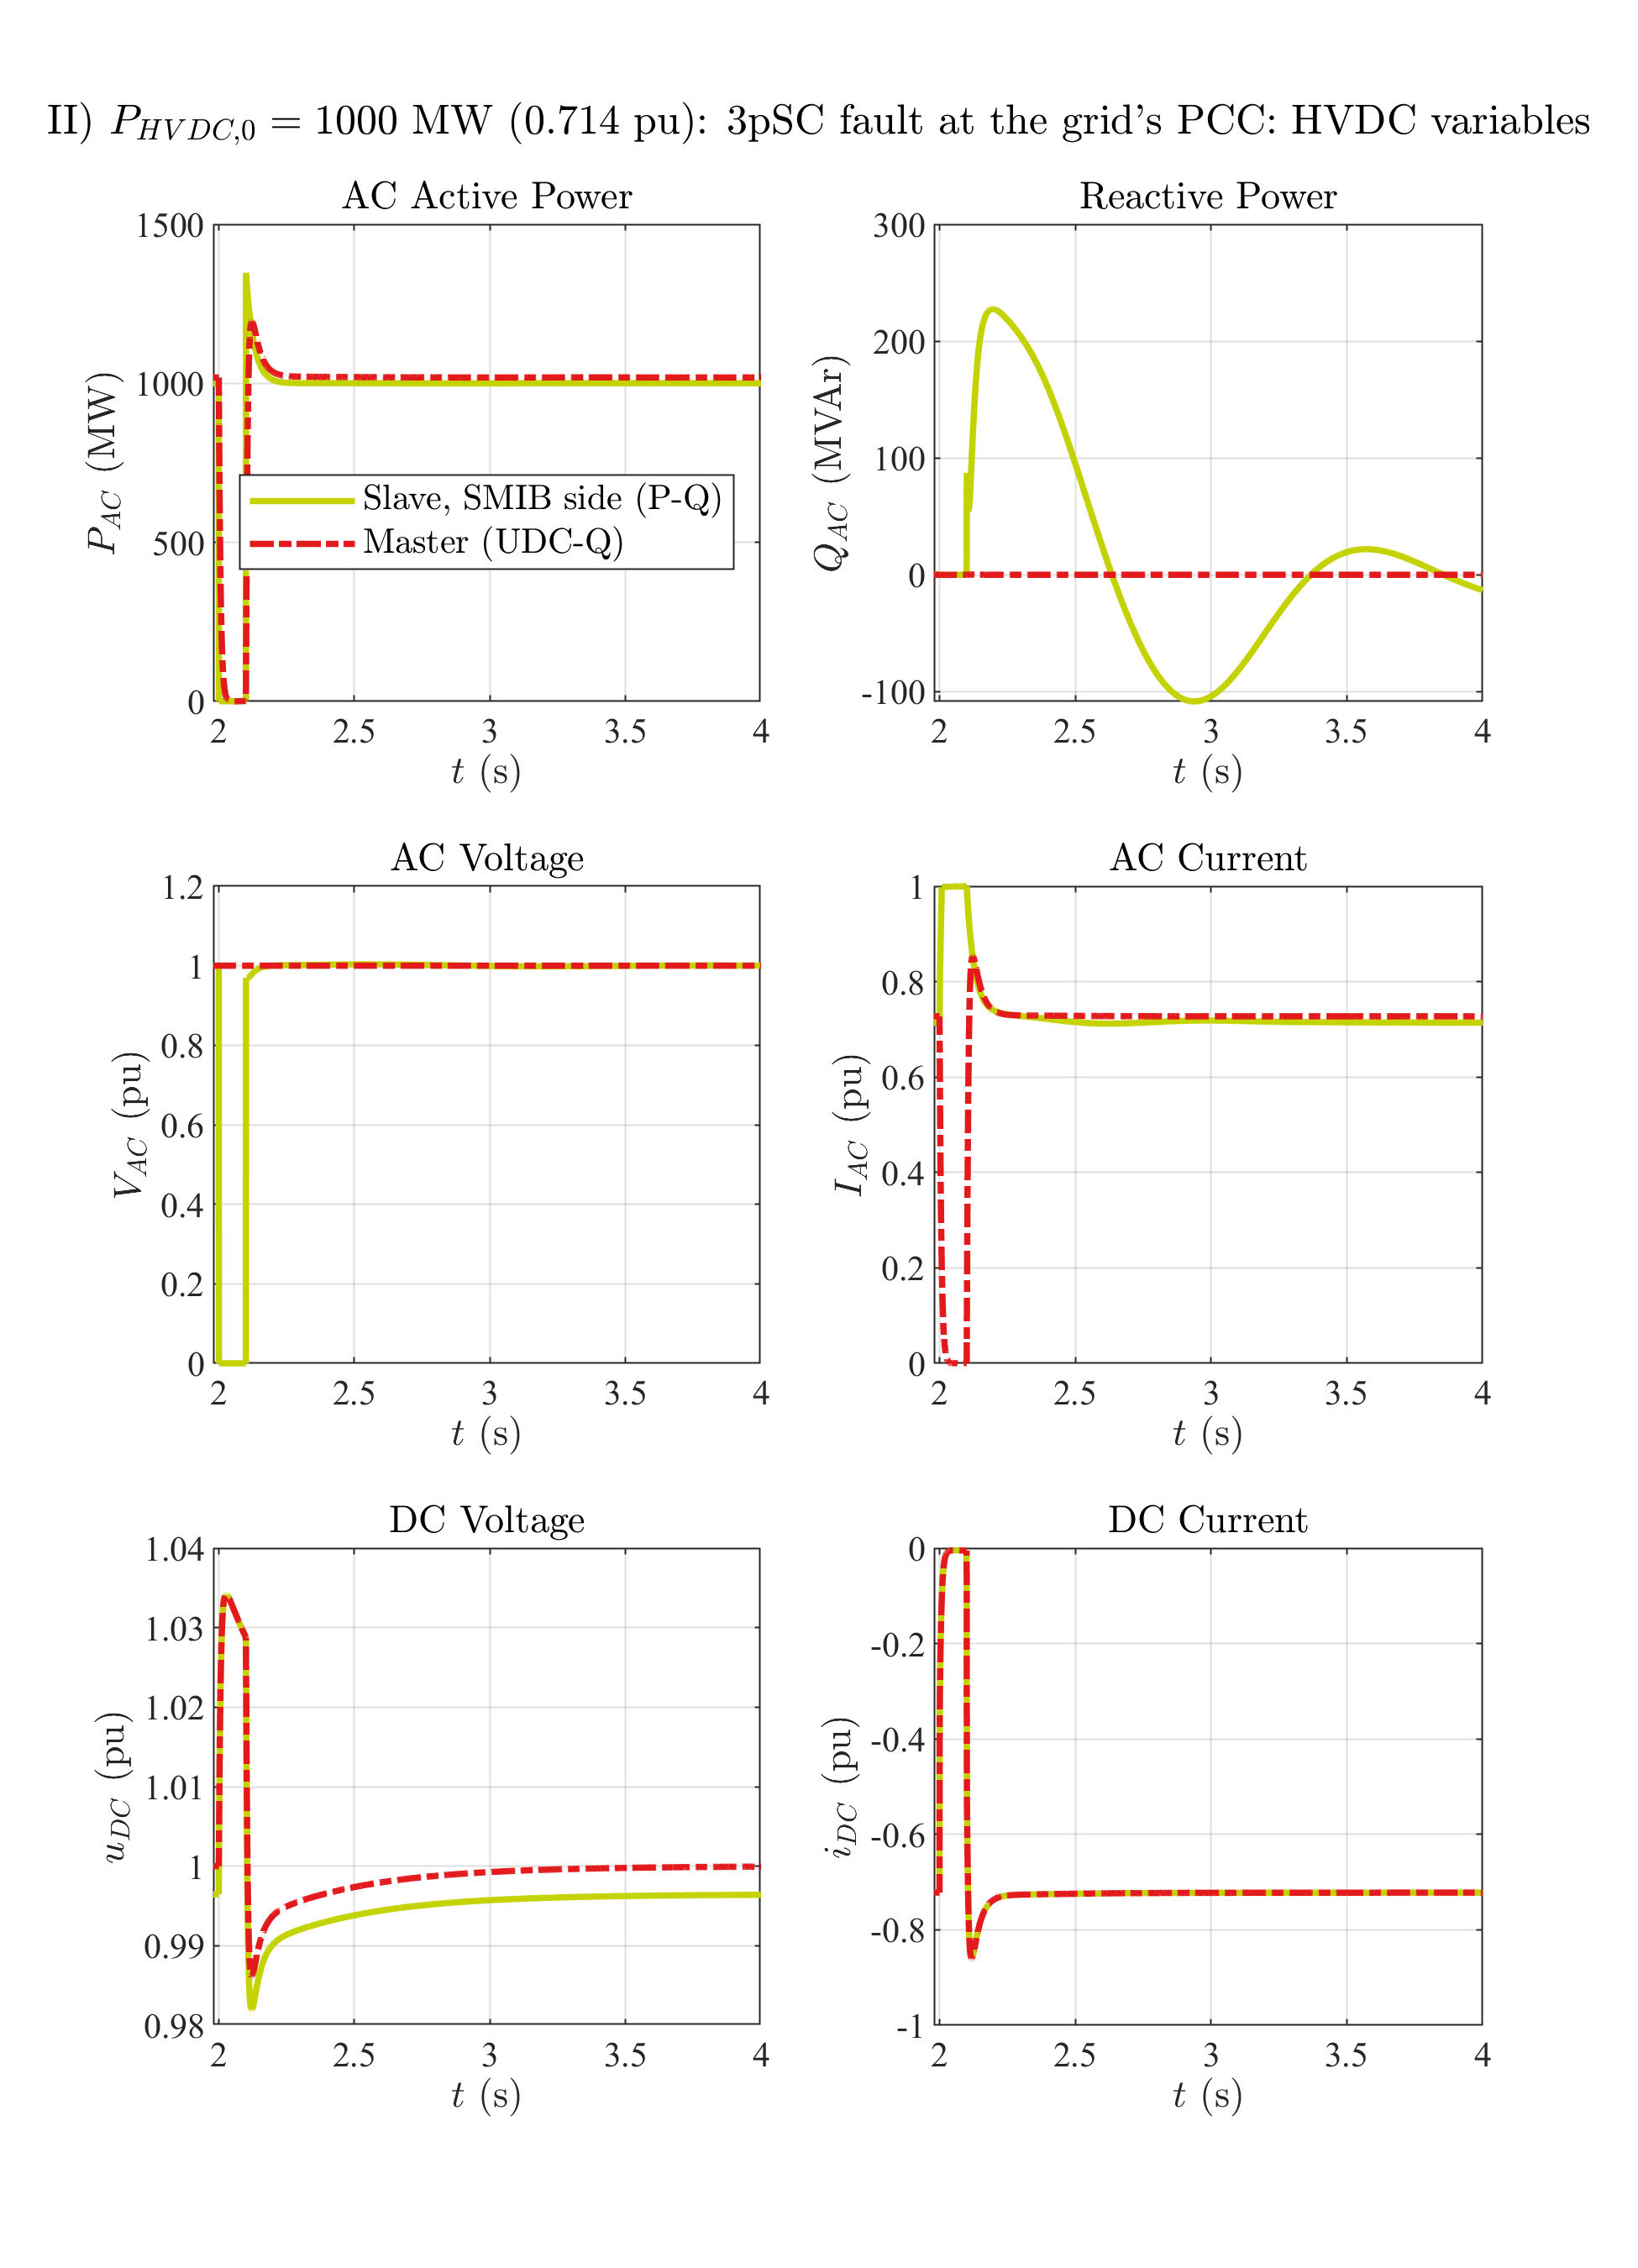 II) P_{HVDC,0} = 1000 MW (0.714 pu): 3pSC fault at the grid's PCC: HVDC variables
AC Active Power
1500
1000
500
0
P_{AC} (MW)
Slave, SMIB side (P-Q)
Master (UDC-Q)
2 2.5 3 3.5 4
t (s)
Reactive Power
300
200
100
0
-100
Q_{AC} (MVAr)
2 2.5 3 3.5 4
t (s)
AC Voltage
1.2
1
0.8
0.6
0.4
0.2
0
V_{AC} (pu)
2 2.5 3 3.5 4
t (s)
AC Current
1
0.8
0.6
0.4
0.2
0
I_{AC} (pu)
2 2.5 3 3.5 4
t (s)
DC Voltage
1.04
1.03
1.02
1.01
1
0.99
0.98
u_{DC} (pu)
2 2.5 3 3.5 4
t (s)
DC Current
0
-0.2
-0.4
-0.6
-0.8
-1
i_{DC} (pu)
2 2.5 3 3.5 4
t (s)